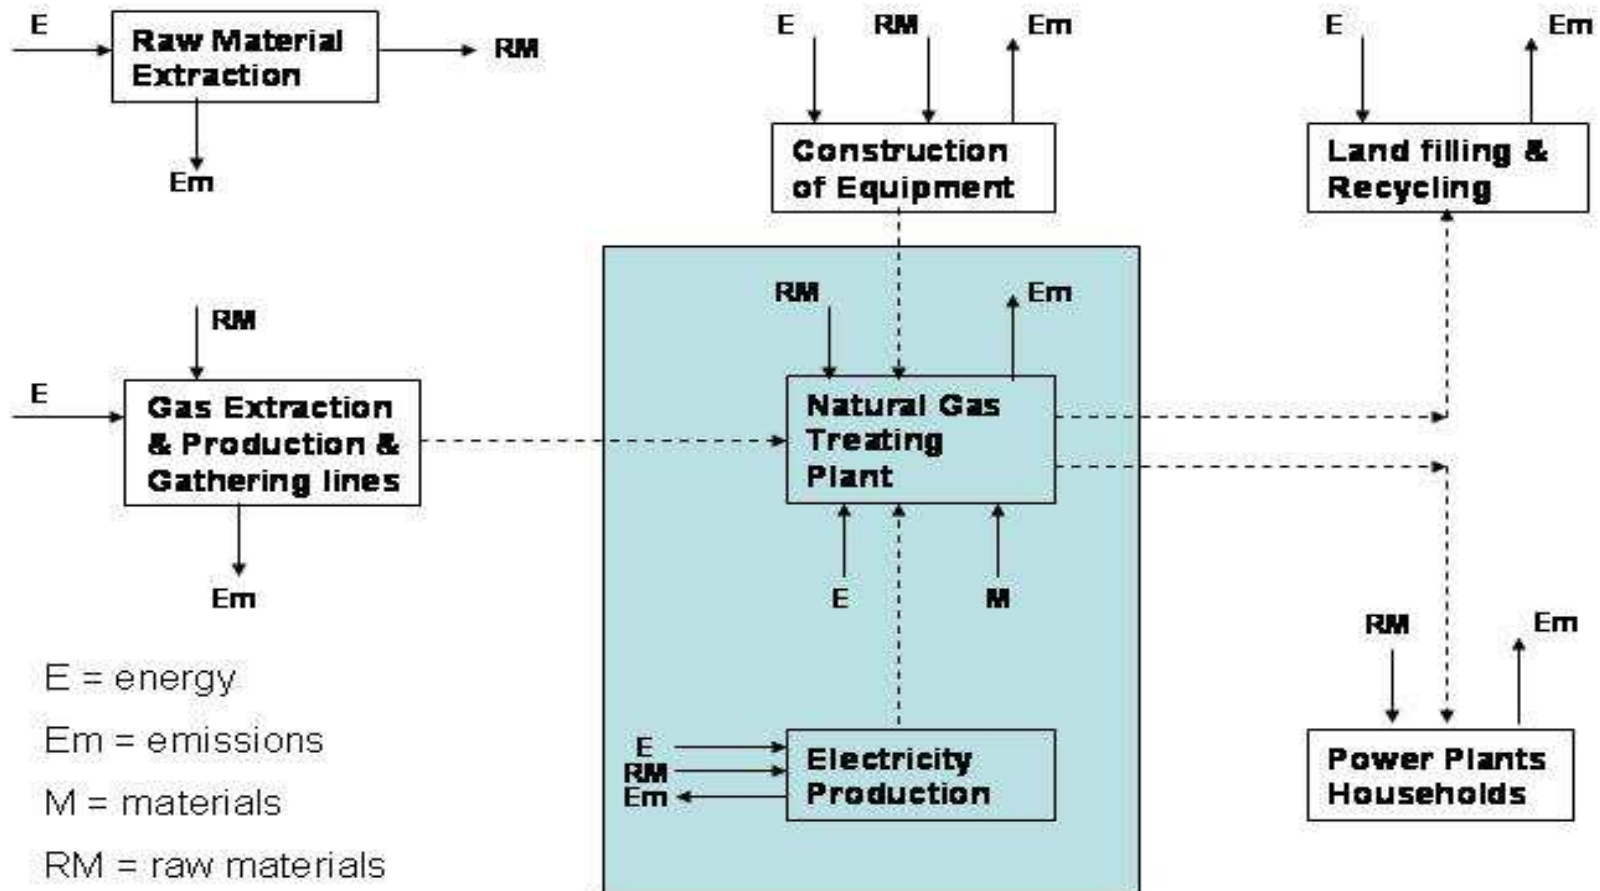 E
Raw Material
Extraction
RM
Em
E
RM
Em
Construction
of Equipment
E
Em
Land filling &
Recycling
RM
E
Gas Extraction
& Production &
Gathering lines
Em
RM
Em
Natural Gas
Treating
Plant
E
M
E
RM
Em
Electricity
Production
RM
Em
Power Plants
Households
E = energy
Em = emissions
M = materials
RM = raw materials